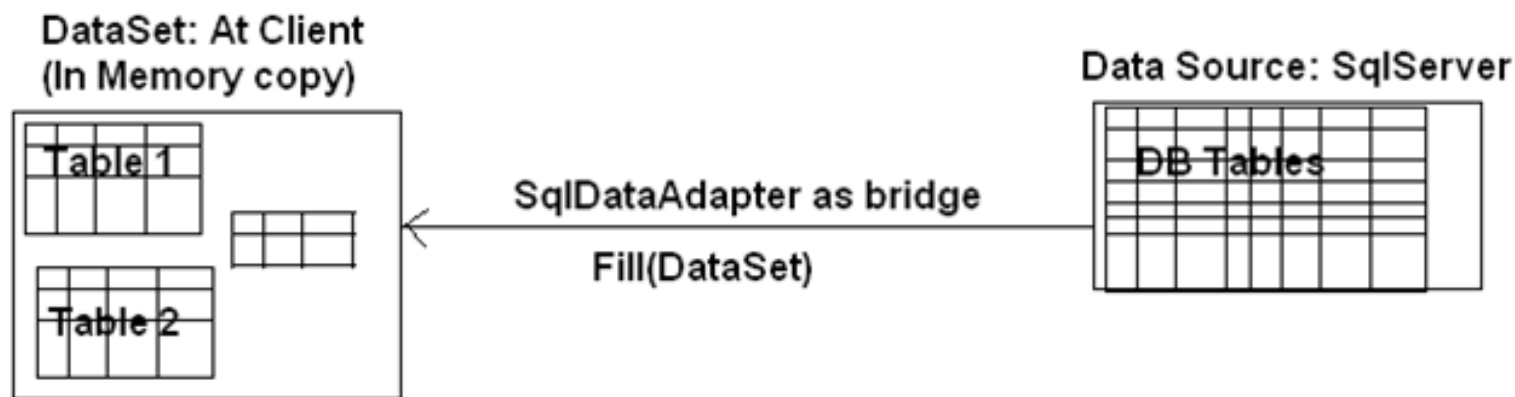 DataSet: At Client
(In Memory copy)
Data Source: SqlServer
Table 1
DB Tables
SqlDataAdapter as bridge
Fill(DataSet)
Table 2